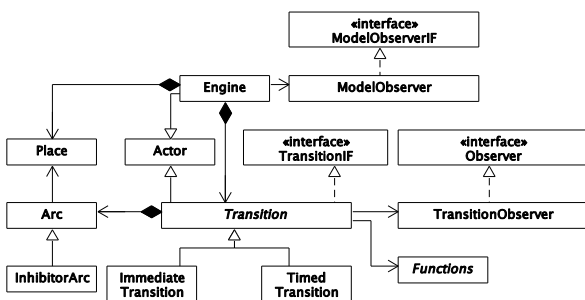 «interface»
ModelObserverIF
Engine
ModelObserver
«interface»
TransitionIF
«interface»
Observer
Place
Actor
Arc
Transition
TransitionObserver
InhibitorArc
Immediate
Transition
Timed
Transition
Functions